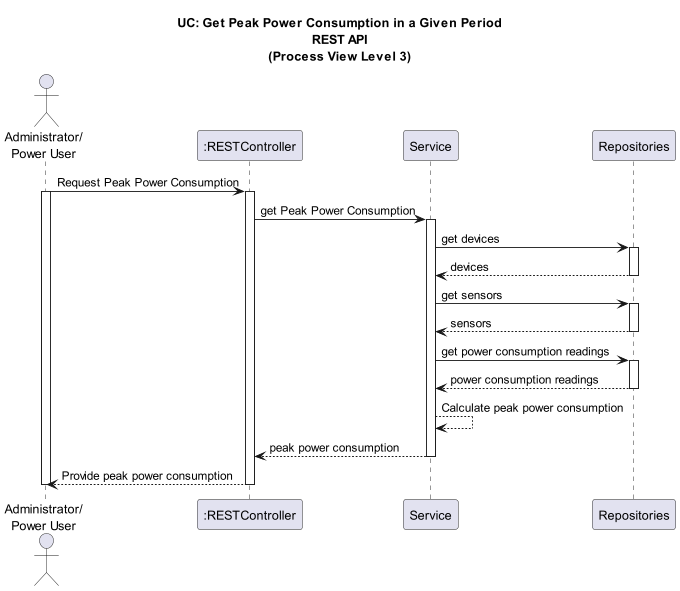 UC: Get Peak Power Consumption in a Given Period
REST API
(Process View Level 3)
Administrator/
Power User
:RESTController
Service
Repositories
Request Peak Power Consumption
get Peak Power Consumption
get devices
devices
get sensors
sensors
get power consumption readings
power consumption readings
Calculate peak power consumption
peak power consumption
Provide peak power consumption
Administrator/
Power User
:RESTController
Service
Repositories